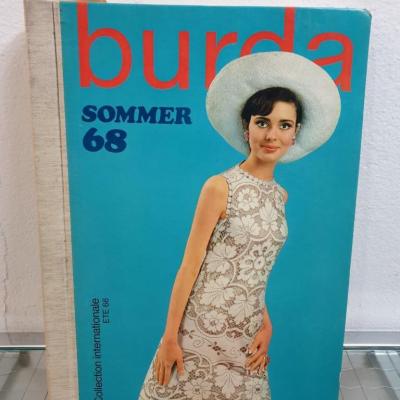 burda
SOMMER
68
Collection internationale
ETE 68